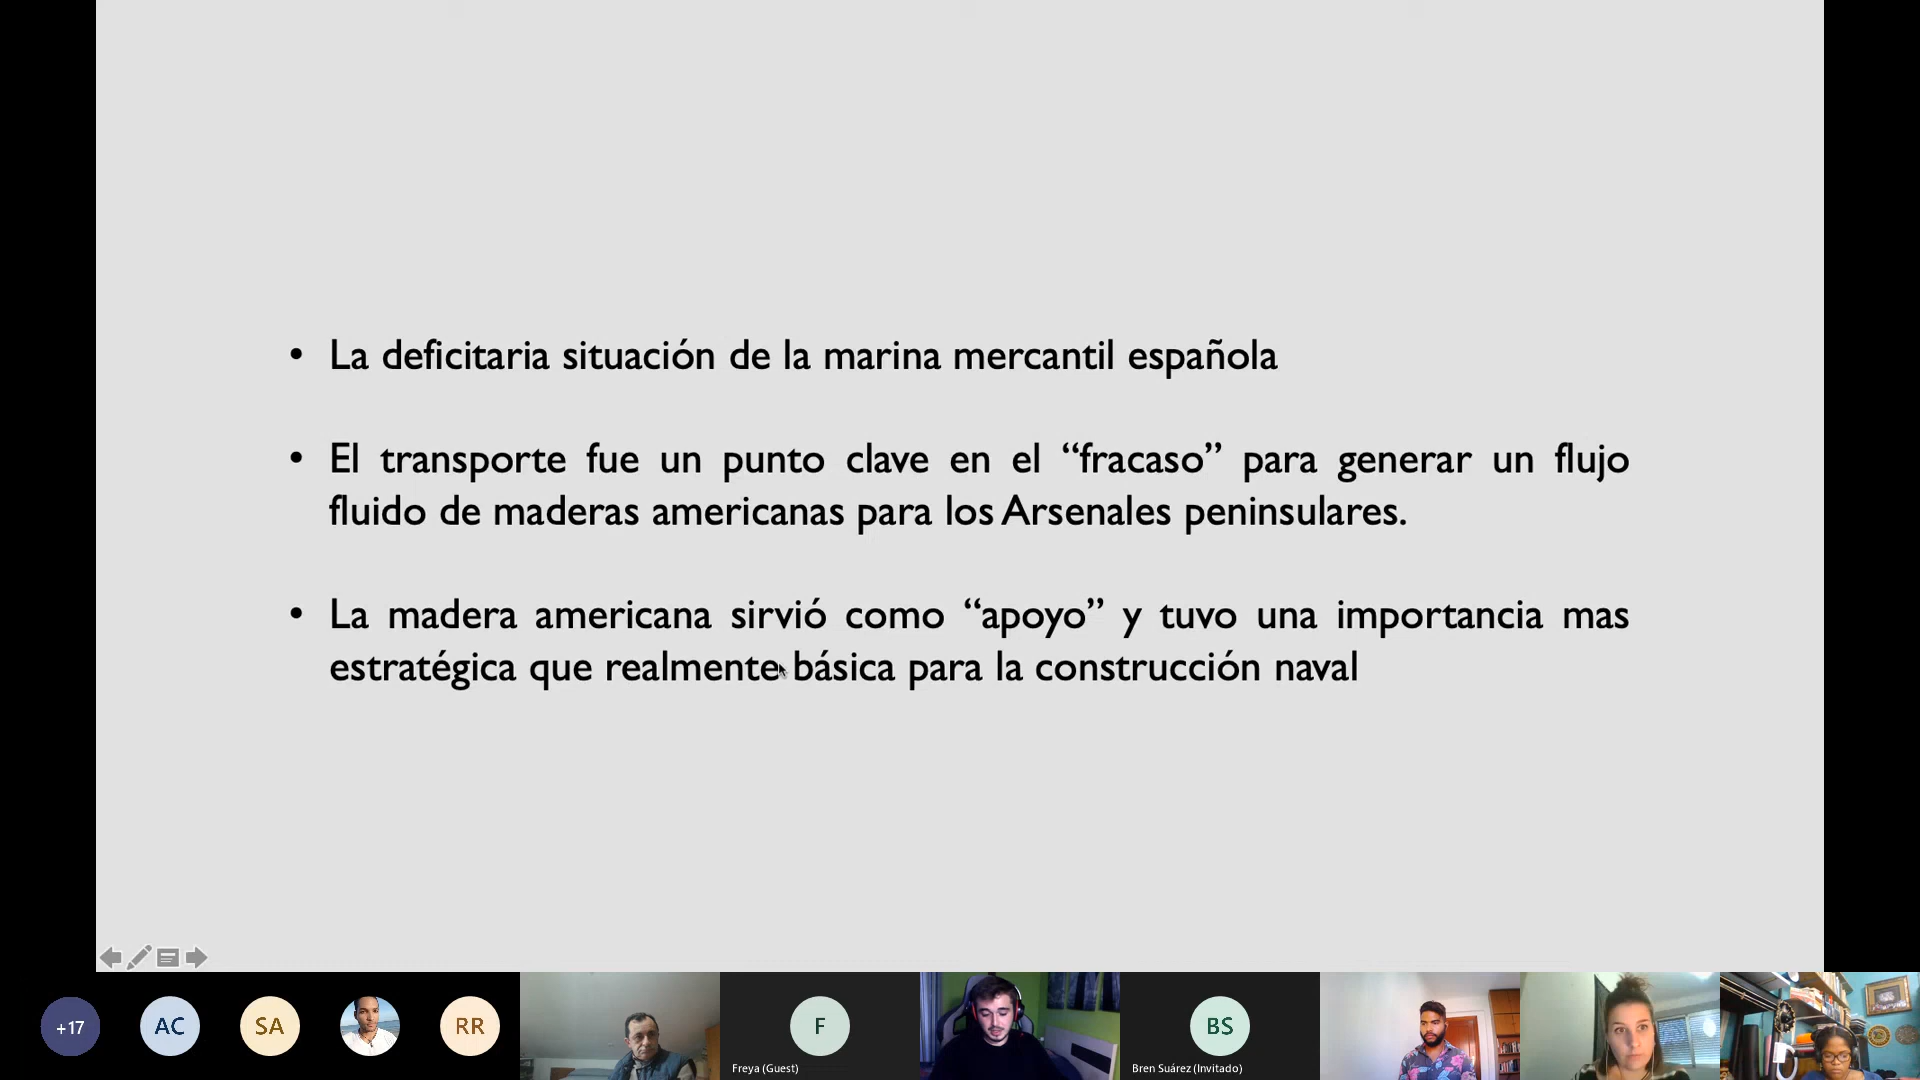 • La deficitaria situación de la marina mercantil española
• El transporte fue un punto clave en el “fracaso” para generar un flujo
fluido de maderas americanas para los Arsenales peninsulares.
• La madera americana sirvió como “apoyo” y tuvo una importancia mas
estratégica que realmente básica para la construcción naval
+17
AC
SA
RR
F
Freya (Guest)
BS
Bren Suárez (Invitado)